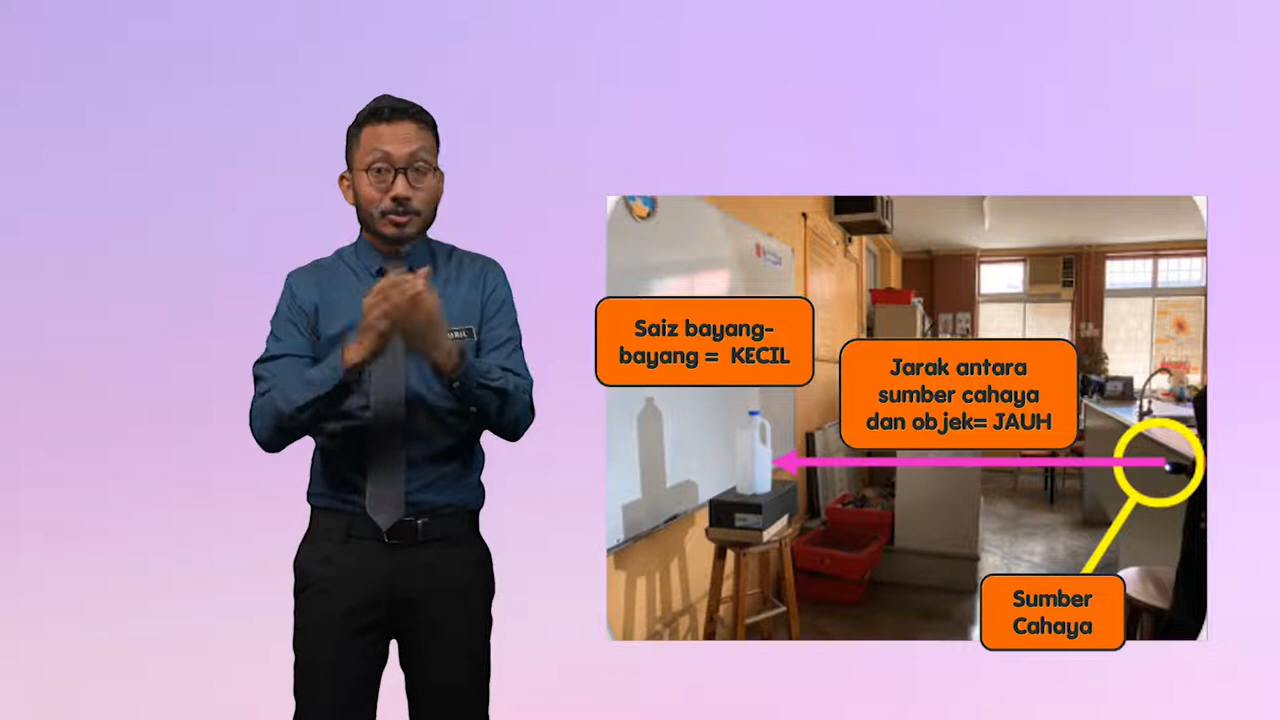 Saiz bayang-
bayang = KECIL
Jarak antara
sumber cahaya
dan objek= JAUH
Sumber
Cahaya